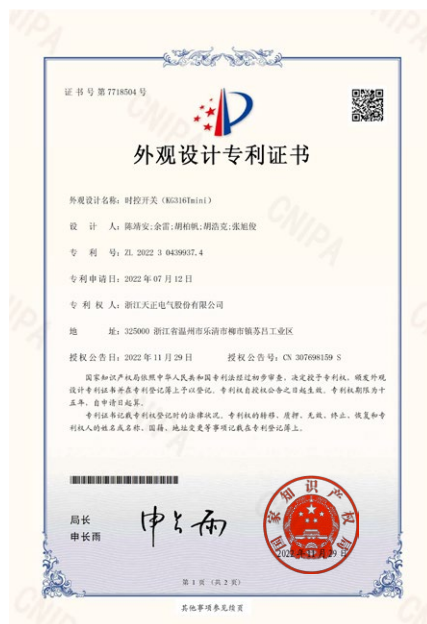 证书号第7718504号
外观设计专利证书
外观设计名称：时控开关（KG316Tmini）
设计人：陈靖安;余雷;胡柏帆;胡浩克;张旭俊
专利号：ZL 2022 3 0439937.4
专利申请日：2022年07月12日
专利权人：浙江天正电气股份有限公司
地址：325000 浙江省温州市乐清市柳市镇苏吕工业区
授权公告日：2022年11月29日 授权公告号：CN 307698159 S
国家知识产权局依照中华人民共和国专利法经过初步审查，决定授予专利权，颁发外观
设计专利证书并在专利登记簿上予以登记。专利权自授权公告之日起生效。专利权期限为十
五年，自申请日起算。
专利证书记载专利权登记时的法律状况。专利权的转移、质押、无效、终止、恢复和专
利权人的姓名或名称、国籍、地址变更等事项记载在专利登记簿上。
局长
申长雨
申长雨
国家知识产权局
2022年11月29日
第1页（共2页）
其他事项参见续页
CNIPA
CNIPA
CNIPA
CNIPA